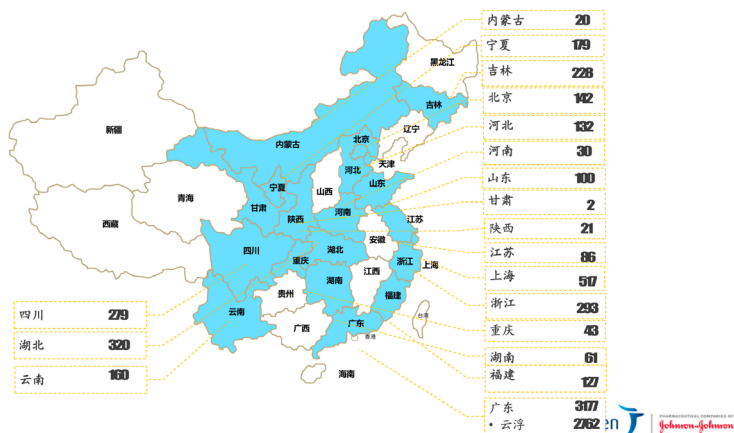 内蒙古 20
宁夏 179
吉林 228
北京 142
河北 132
河南 30
山东 100
甘肃 2
陕西 21
江苏 86
上海 517
浙江 293
重庆 43
湖南 61
福建 127
广东 3177
• 云浮 2762
四川 279
湖北 320
云南 160
黑龙江
吉林
辽宁
新疆
内蒙古
北京
天津
河北
宁夏
山西
山东
青海
甘肃
陕西
河南
江苏
西藏
安徽
四川
湖北
重庆
浙江
上海
湖南
江西
贵州
福建
云南
台湾
广西
广东
香港
海南
en
PHARMACEUTICAL COMPANIES OF
Johnson-Johnson